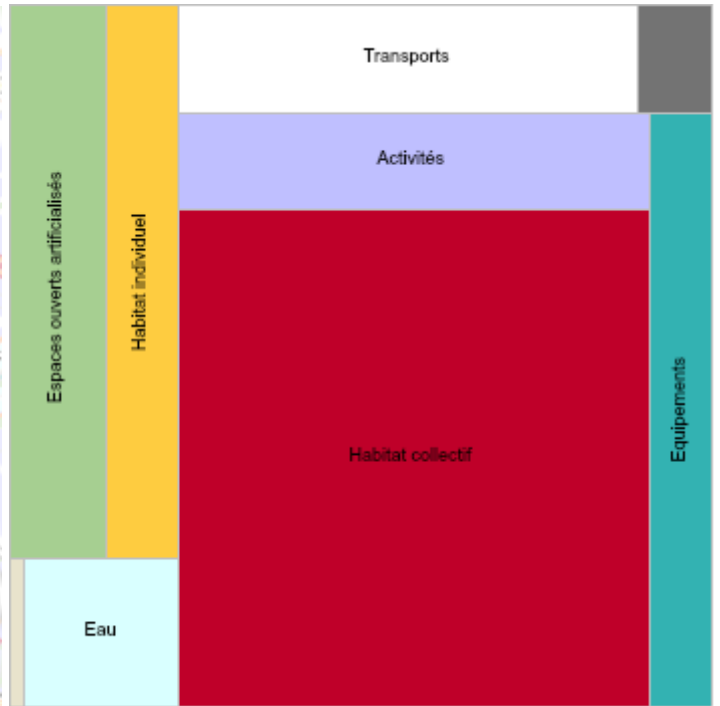 Transports
Activités
Espaces ouverts artificialisés
Habitat individuel
Habitat collectif
Equipements
Eau